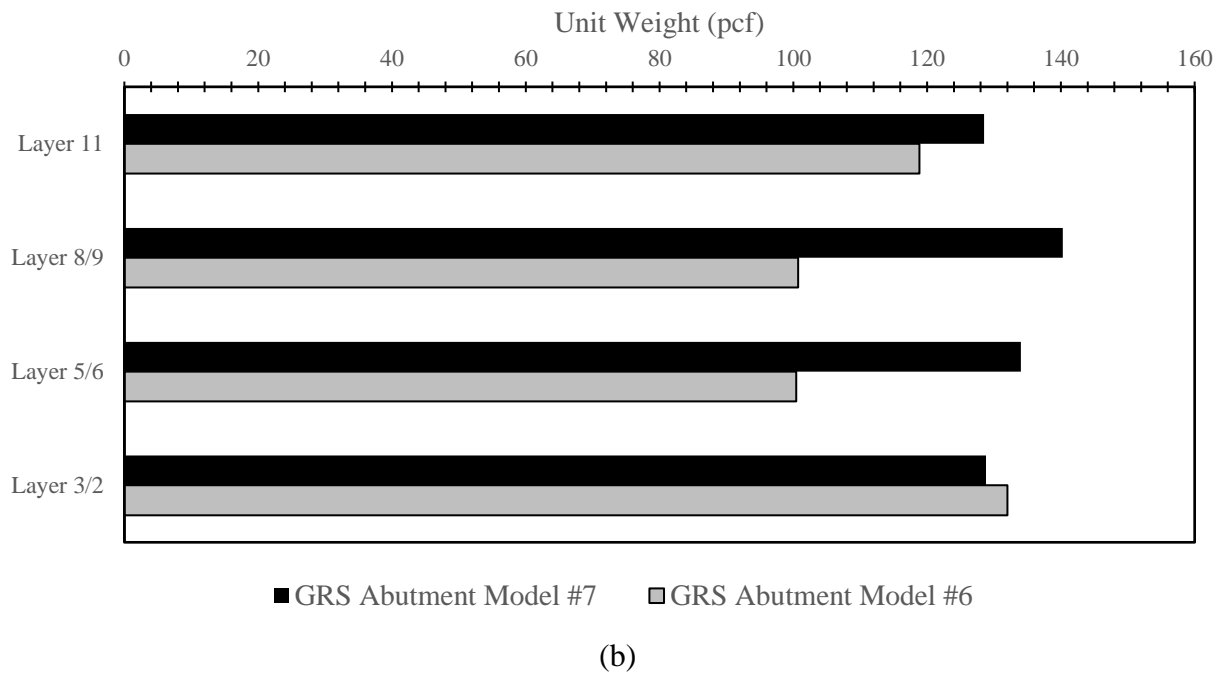 Unit Weight (pcf)
0 20 40 60 80 100 120 140 160
Layer 11
Layer 8/9
Layer 5/6
Layer 3/2
GRS Abutment Model #7 GRS Abutment Model #6
(b)